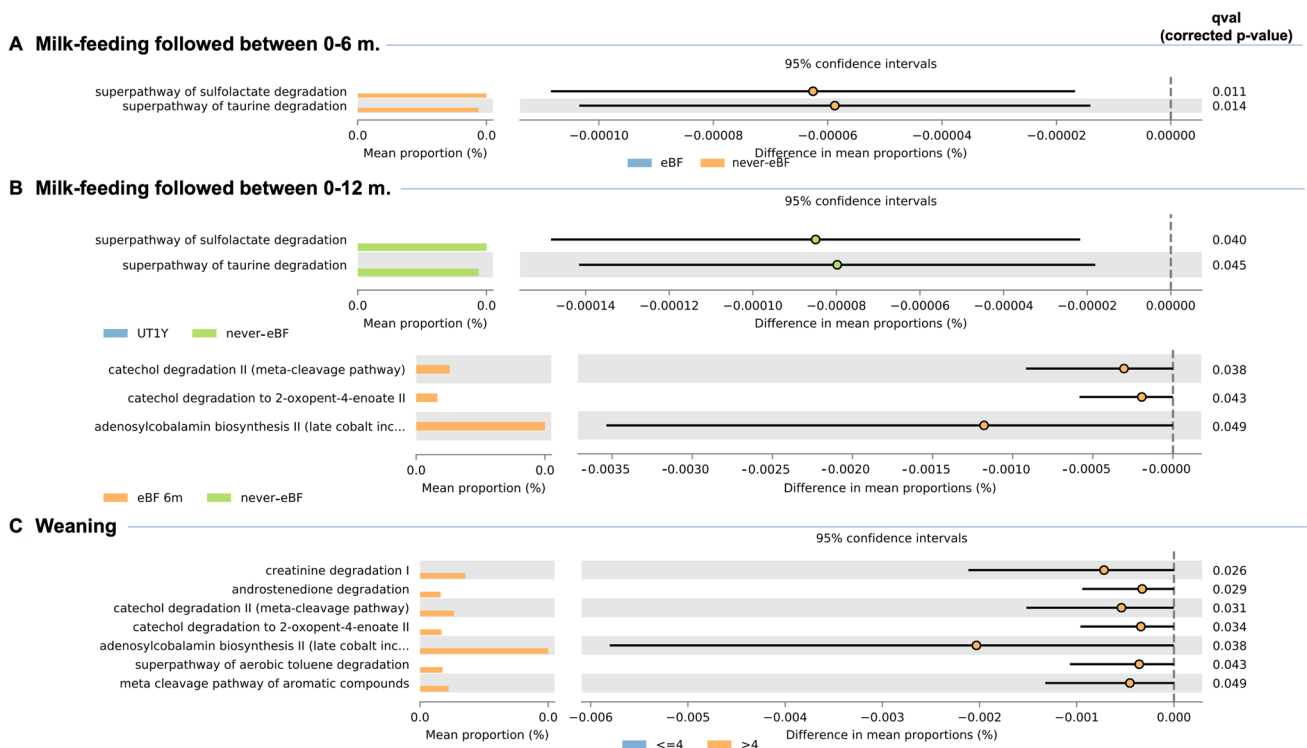 qval
(corrected p-value)
A Milk-feeding followed between 0-6 m.
95% confidence intervals
superpathway of sulfolactate degradation 0.011
superpathway of taurine degradation 0.014
0.0 0.0 −0.00010 −0.00008 −0.00006 −0.00004 −0.00002 0.00000
Mean proportion (%) Difference in mean proportions (%)
eBF never-eBF
B Milk-feeding followed between 0-12 m.
95% confidence intervals
superpathway of sulfolactate degradation 0.040
superpathway of taurine degradation 0.045
0.0 0.0 −0.00014 −0.00012 −0.00010 −0.00008 −0.00006 −0.00004 −0.00002 0.00000
Mean proportion (%) Difference in mean proportions (%)
UT1Y never-eBF
catechol degradation II (meta-cleavage pathway) 0.038
catechol degradation to 2-oxopent-4-enoate II 0.043
adenosylcobalamin biosynthesis II (late cobalt inc... 0.049
0.0 0.0 -0.0035 -0.0030 -0.0025 -0.0020 -0.0015 -0.0010 -0.0005 -0.0000
Mean proportion (%) Difference in mean proportions (%)
eBF 6m never-eBF
C Weaning
95% confidence intervals
creatinine degradation I 0.026
androstenedione degradation 0.029
catechol degradation II (meta-cleavage pathway) 0.031
catechol degradation to 2-oxopent-4-enoate II 0.034
adenosylcobalamin biosynthesis II (late cobalt inc... 0.038
superpathway of aerobic toluene degradation 0.043
meta cleavage pathway of aromatic compounds 0.049
0.0 0.0 −0.006 −0.005 −0.004 −0.003 −0.002 −0.001 0.000
Mean proportion (%) Difference in mean proportions (%)
<=4 >4